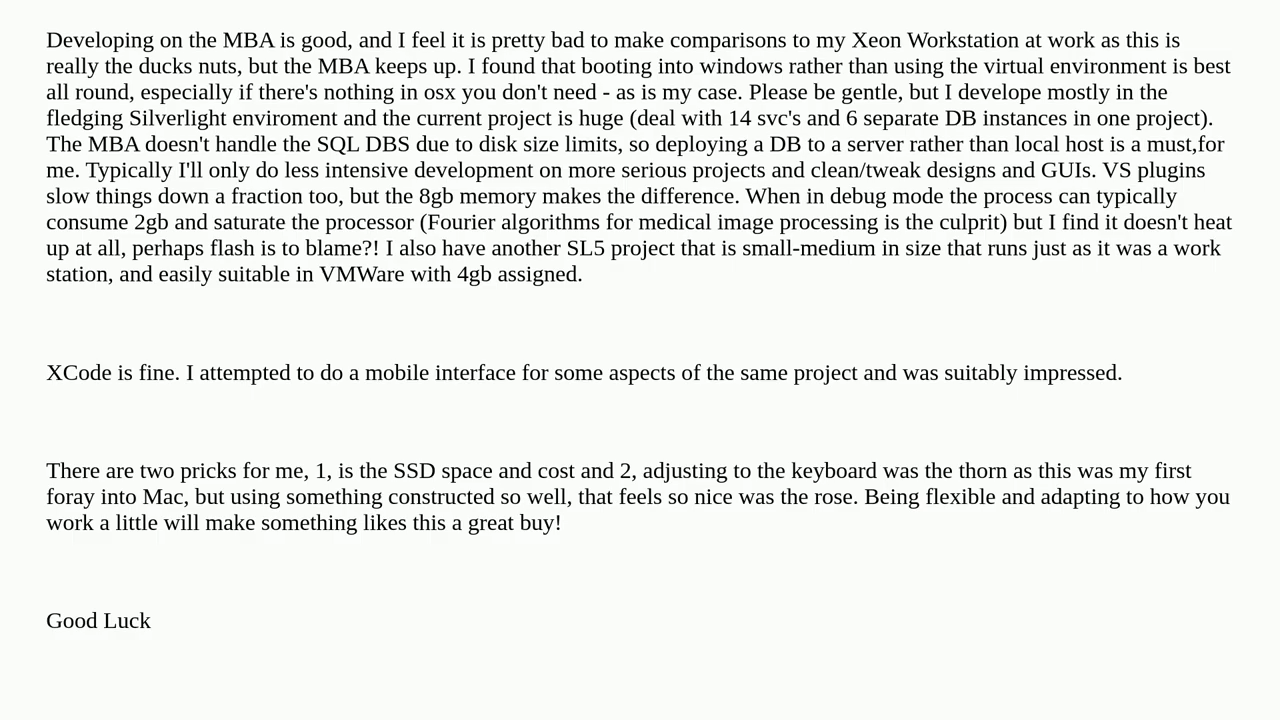 Developing on the MBA is good, and I feel it is pretty bad to make comparisons to my Xeon Workstation at work as this is
really the ducks nuts, but the MBA keeps up. I found that booting into windows rather than using the virtual environment is best
all round, especially if there's nothing in osx you don't need - as is my case. Please be gentle, but I develope mostly in the
fledging Silverlight enviroment and the current project is huge (deal with 14 svc's and 6 separate DB instances in one project).
The MBA doesn't handle the SQL DBS due to disk size limits, so deploying a DB to a server rather than local host is a must,for
me. Typically I'll only do less intensive development on more serious projects and clean/tweak designs and GUIs. VS plugins
slow things down a fraction too, but the 8gb memory makes the difference. When in debug mode the process can typically
consume 2gb and saturate the processor (Fourier algorithms for medical image processing is the culprit) but I find it doesn't heat
up at all, perhaps flash is to blame?! I also have another SL5 project that is small-medium in size that runs just as it was a work
station, and easily suitable in VMWare with 4gb assigned.
XCode is fine. I attempted to do a mobile interface for some aspects of the same project and was suitably impressed.
There are two pricks for me, 1, is the SSD space and cost and 2, adjusting to the keyboard was the thorn as this was my first
foray into Mac, but using something constructed so well, that feels so nice was the rose. Being flexible and adapting to how you
work a little will make something likes this a great buy!
Good Luck